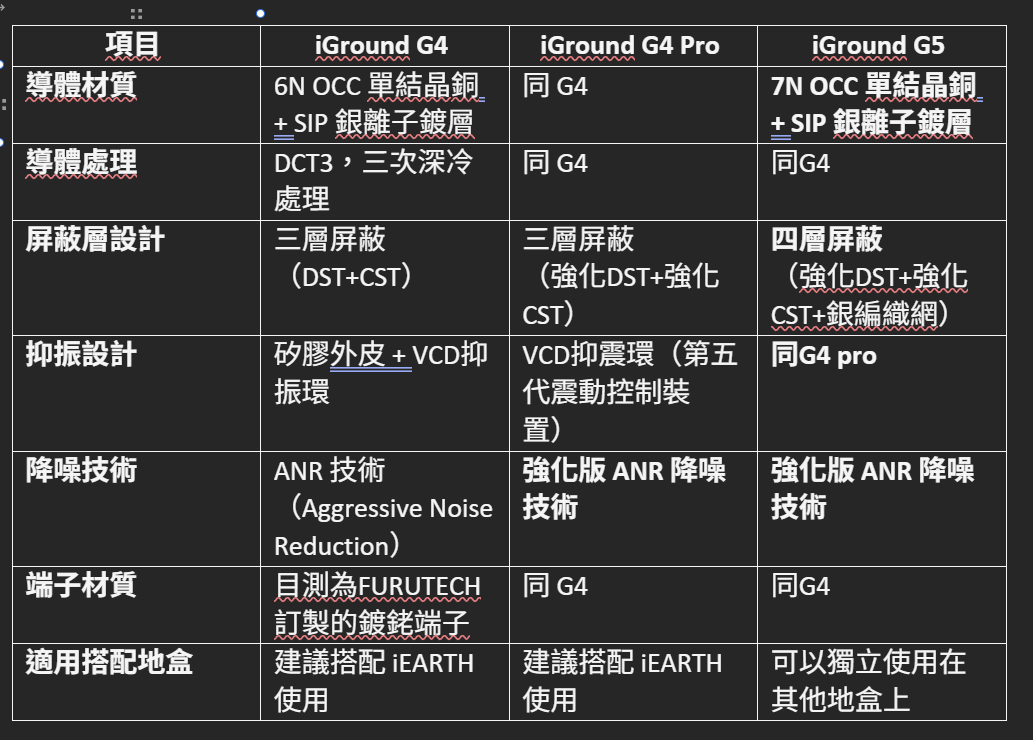 項目 iGround G4 iGround G4 Pro iGround G5
導體材質 6N OCC 單結晶銅 + SIP 銀離子鍍層 同 G4 7N OCC 單結晶銅 + SIP 銀離子鍍層
導體處理 DCT3，三次深冷處理 同 G4 同G4
屏蔽層設計 三層屏蔽（DST+CST） 三層屏蔽（強化DST+強化CST） 四層屏蔽（強化DST+強化CST+銀編織網）
抑振設計 矽膠外皮 + VCD抑振環 VCD抑震環（第五代震動控制裝置） 同G4 pro
降噪技術 ANR 技術（Aggressive Noise Reduction） 強化版 ANR 降噪技術 強化版 ANR 降噪技術
端子材質 目測為FURUTECH訂製的鍍銠端子 同 G4 同G4
適用搭配地盒 建議搭配 iEARTH 使用 建議搭配 iEARTH 使用 可以獨立使用在其他地盒上